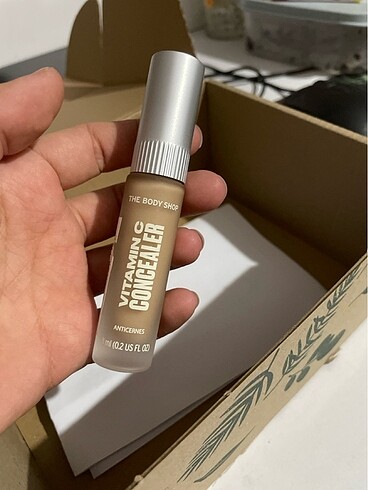 THE BODY SHOP
VITAMIN C
CONCEALER
ANTICERNES
ml (0.2 US FL OZ)